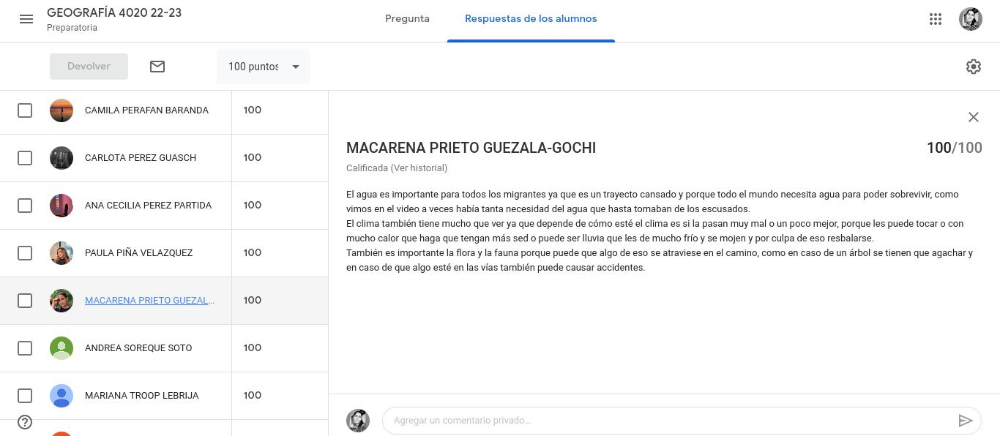 GEOGRAFÍA 4020 22-23
Preparatoria
Pregunta
Respuestas de los alumnos
Devolver
100 puntos
CAMILA PERAFAN BARANDA 100
CARLOTA PEREZ GUASCH 100
ANA CECILIA PEREZ PARTIDA 100
PAULA PIÑA VELAZQUEZ 100
MACARENA PRIETO GUEZAL... 100
ANDREA SOREQUE SOTO 100
MARIANA TROOP LEBRIJA 100
MACARENA PRIETO GUEZALA-GOCHI 100/100
Calificada (Ver historial)
El agua es importante para todos los migrantes ya que es un trayecto cansado y porque todo el mundo necesita agua para poder sobrevivir, como
vimos en el video a veces había tanta necesidad del agua que hasta tomaban de los escusados.
El clima también tiene mucho que ver ya que depende de cómo esté el clima es si la pasan muy mal o un poco mejor, porque les puede tocar o con
mucho calor que haga que tengan más sed o puede ser lluvia que les de mucho frío y se mojen y por culpa de eso resbalarse.
También es importante la flora y la fauna porque puede que algo de eso se atraviese en el camino, como en caso de un árbol se tienen que agachar y
en caso de que algo esté en las vías también puede causar accidentes.
Agregar un comentario privado...